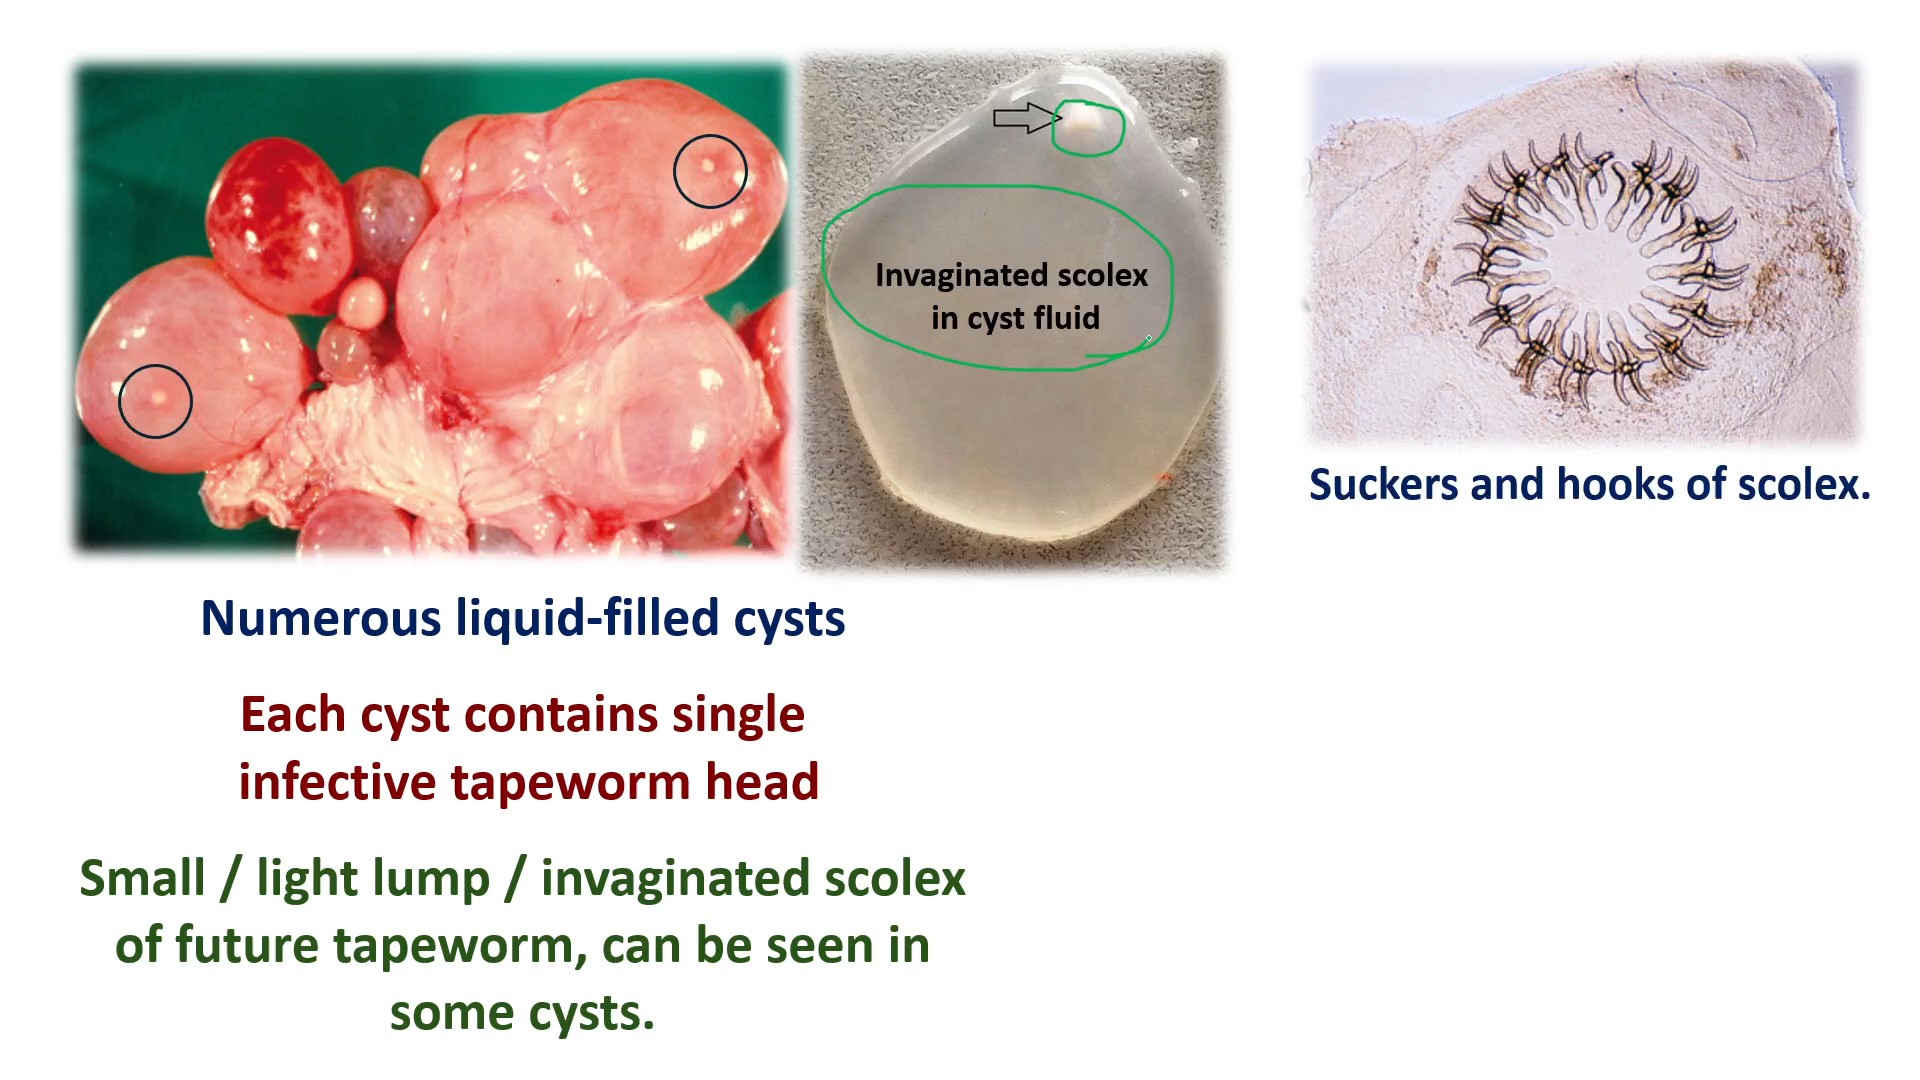 Invaginated scolex
in cyst fluid
Suckers and hooks of scolex.
Numerous liquid-filled cysts
Each cyst contains single
infective tapeworm head
Small / light lump / invaginated scolex
of future tapeworm, can be seen in
some cysts.